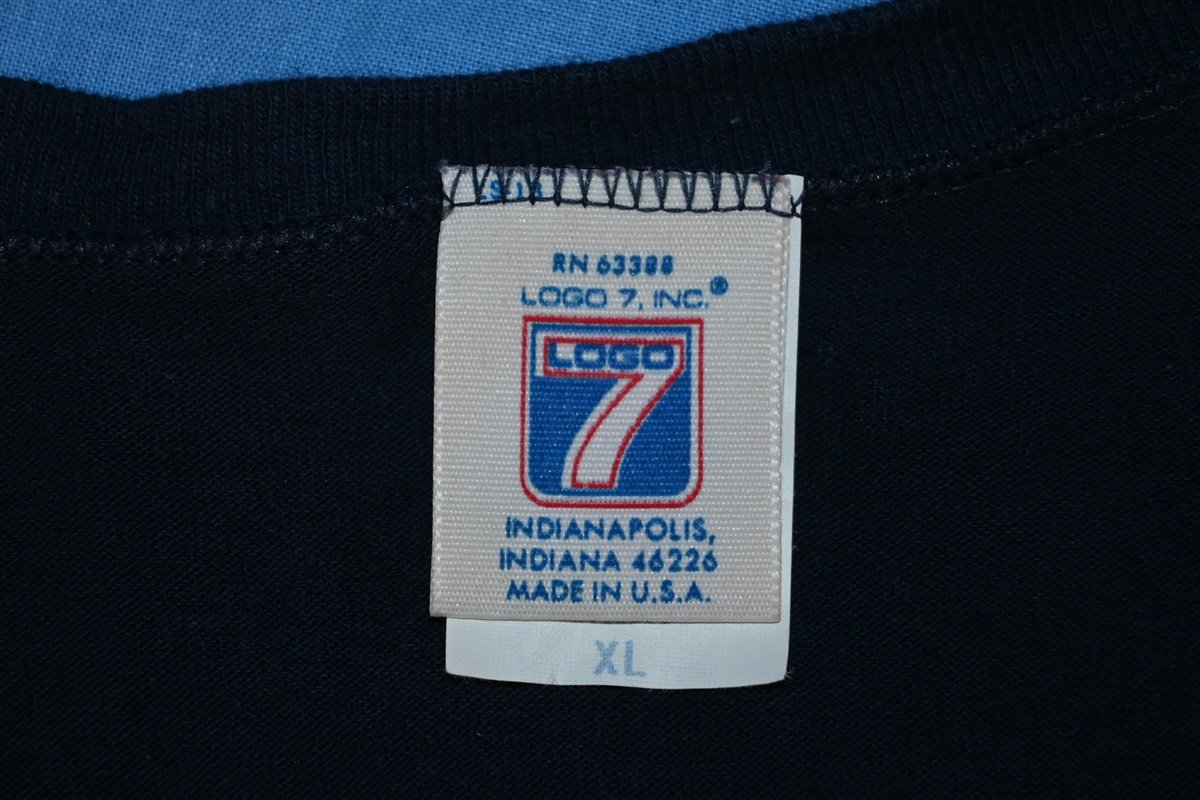 RN 63388
LOGO 7, INC.®
LOGO
7
INDIANAPOLIS,
INDIANA 46226
MADE IN U.S.A.
XL